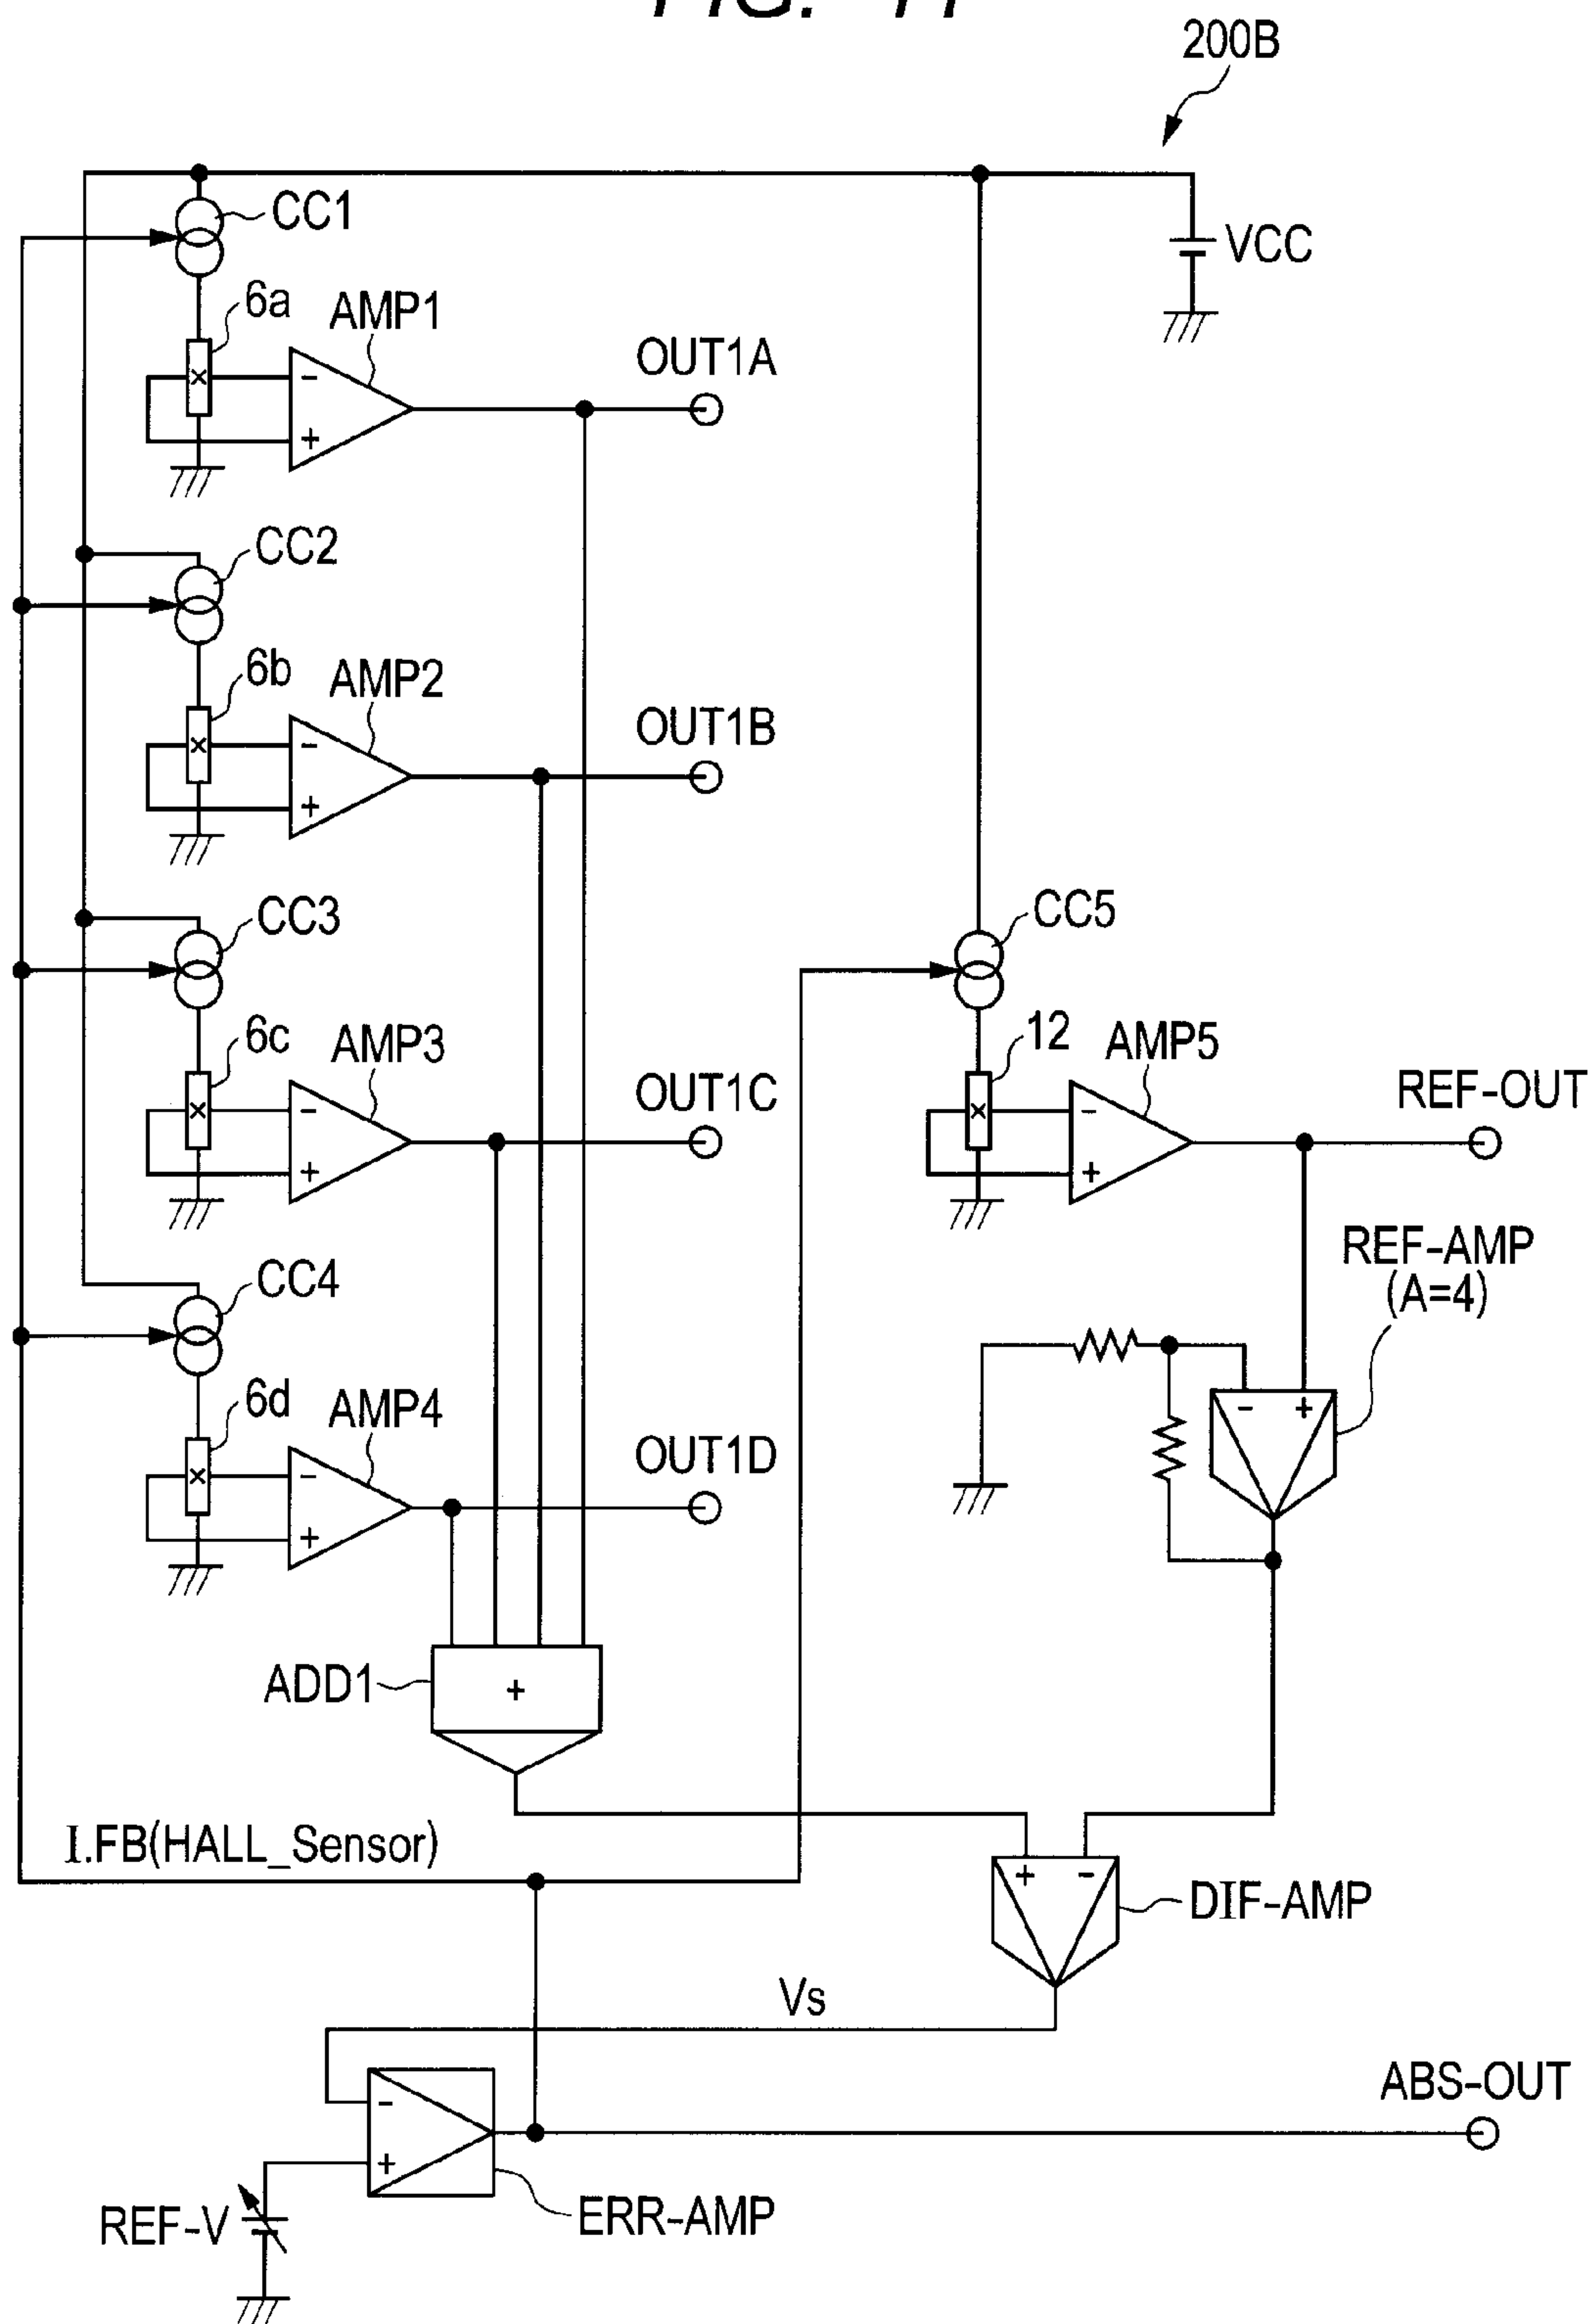 200B
CC1
VCC
6a
AMP1
OUT1A
-
+
CC2
6b
AMP2
OUT1B
-
+
CC3
CC5
6c
AMP3
OUT1C
-
+
12
AMP5
REF-OUT
-
+
CC4
REF-AMP
(A=4)
- +
6d
AMP4
OUT1D
-
+
ADD1
+
I.FB(HALL_Sensor)
+ -
DIF-AMP
Vs
ABS-OUT
-
+
REF-V
ERR-AMP